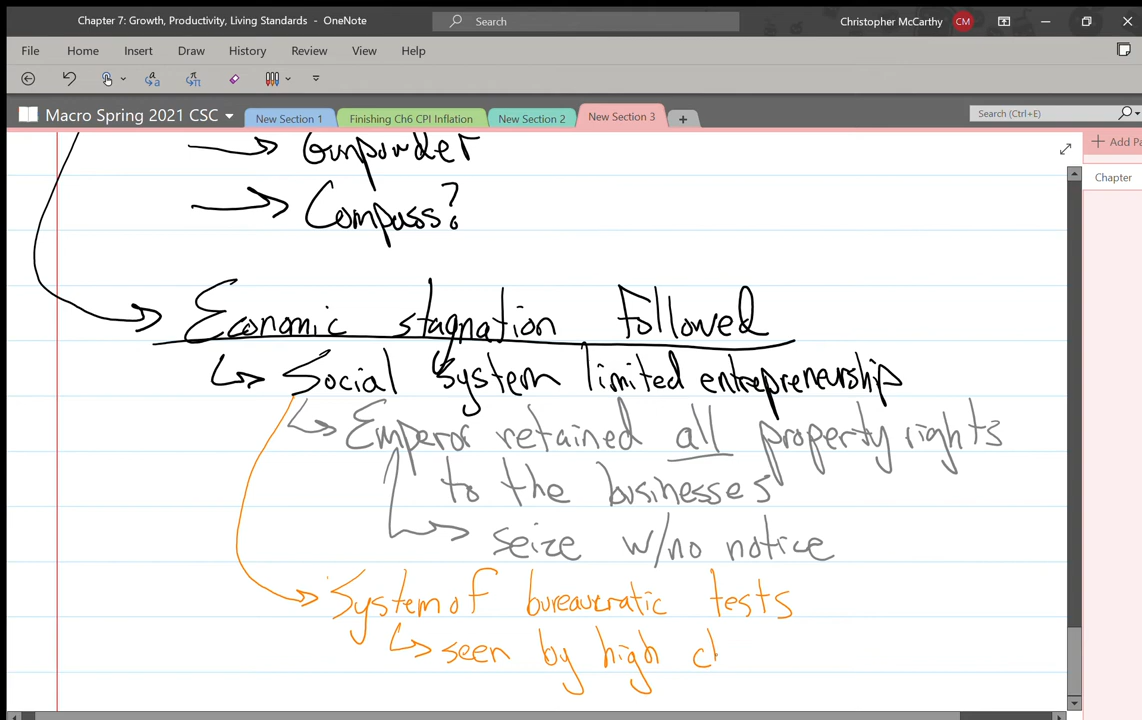 Chapter 7: Growth, Productivity, Living Standards - OneNote
Search
Christopher McCarthy CM
File Home Insert Draw History Review View Help
Macro Spring 2021 CSC
New Section 1
Finishing Ch6 CPI Inflation
New Section 2
New Section 3
Search (Ctrl+E)
Add Pa
Chapter
→ Gunpowder
→ Compass?
→ Economic stagnation followed
↳ Social System limited entrepreneurship
↳ Emperor retained all property rights
to the businesses
↳ seize w/no notice
→ System of bureaucratic tests
↳ seen by high cl